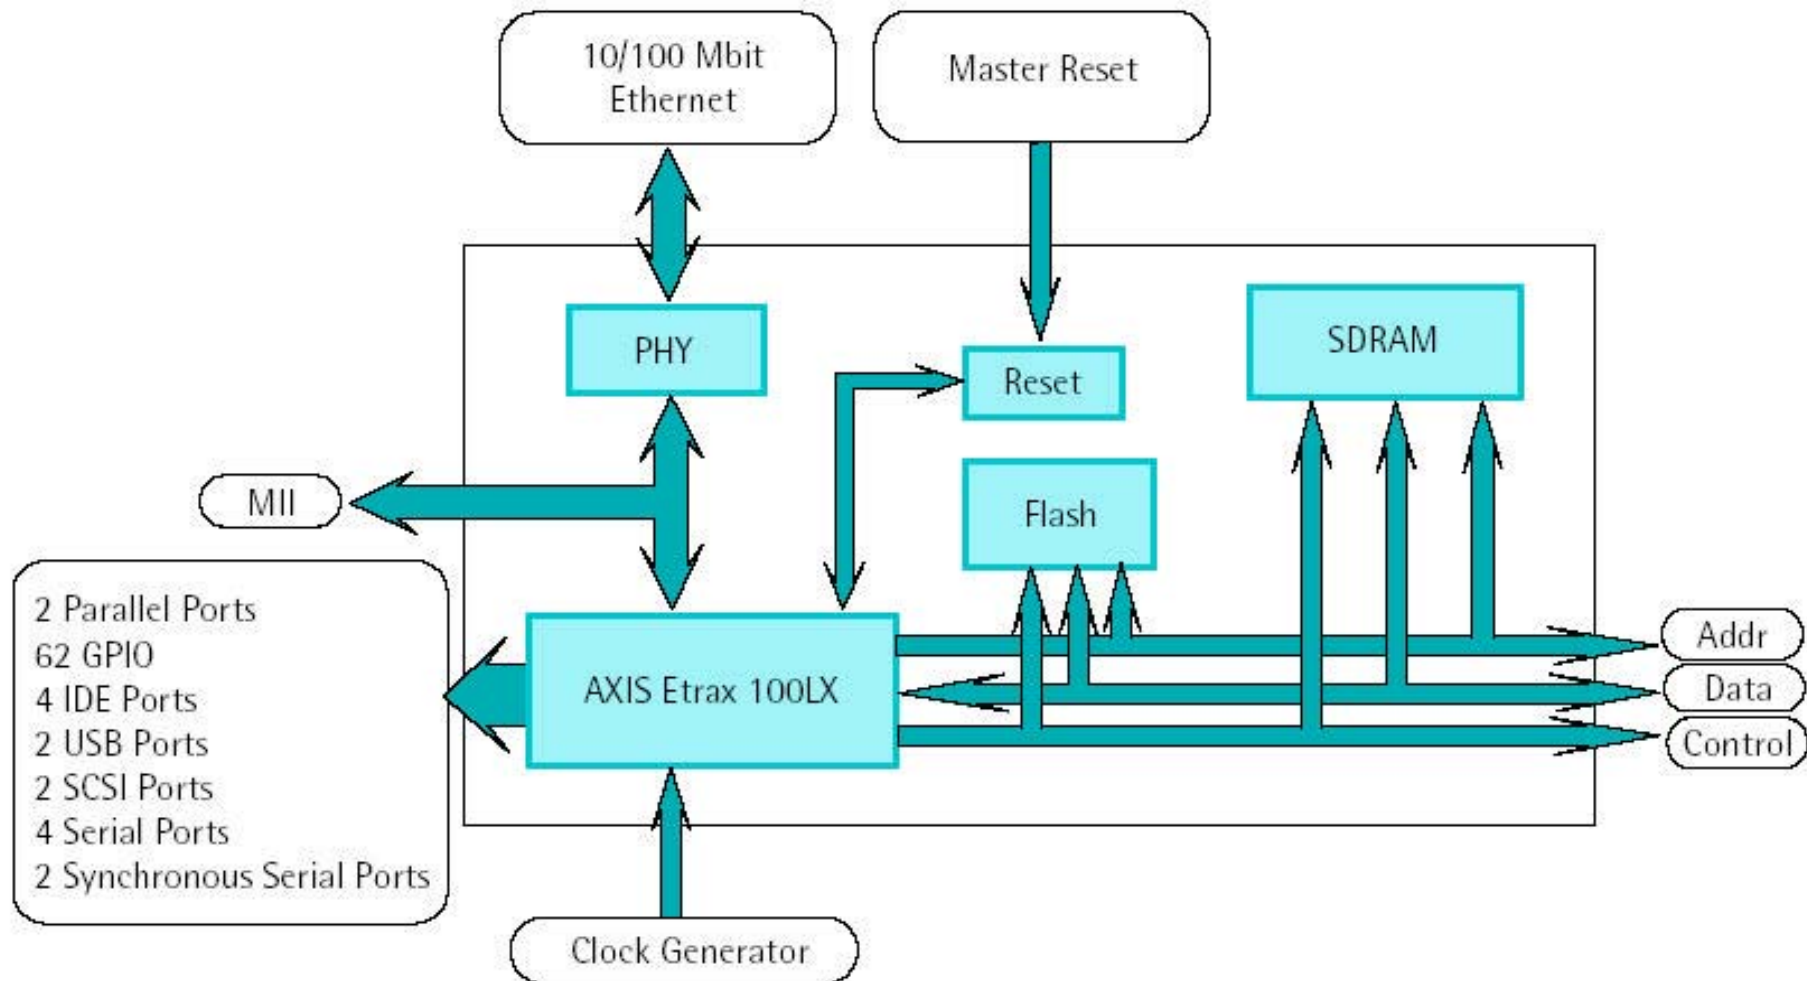 10/100 Mbit
Ethernet
Master Reset
PHY
Reset
SDRAM
MII
Flash
2 Parallel Ports
62 GPIO
4 IDE Ports
2 USB Ports
2 SCSI Ports
4 Serial Ports
2 Synchronous Serial Ports
AXIS Etrax 100LX
Addr
Data
Control
Clock Generator